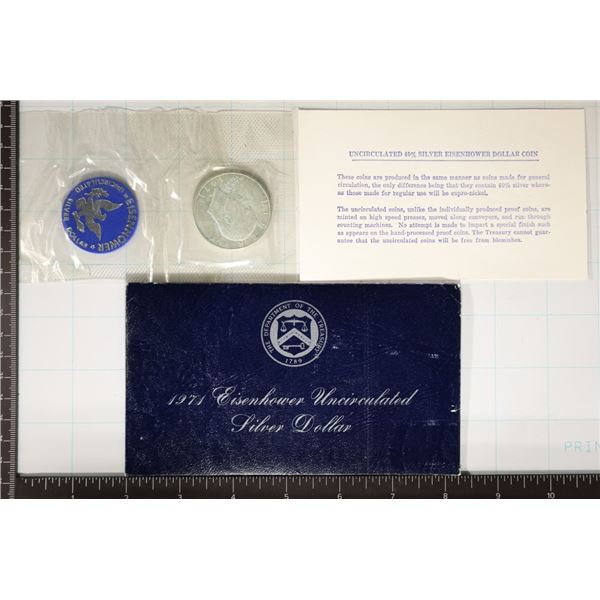 UNCIRCULATED 40% SILVER EISENHOWER DOLLAR COIN
These coins are produced in the same manner as coins made for general
circulation, the only difference being that they contain 40% silver where-
as those made for regular use will be cupro-nickel.
The uncirculated coins, unlike the individually produced proof coins, are
minted on high speed presses, moved along conveyors, and run through
counting machines. No attempt is made to impart a special finish such
as appears on the hand-processed proof coins. The Treasury cannot guar-
antee that the uncirculated coins will be free from blemishes.
EISENHOWER
UNCIRCULATED SILVER DOLLAR
THE DEPARTMENT OF THE TREASURY
1789
1971 Eisenhower Uncirculated
Silver Dollar
PRIN
1 2 3 4 5 6 7 8 9 10